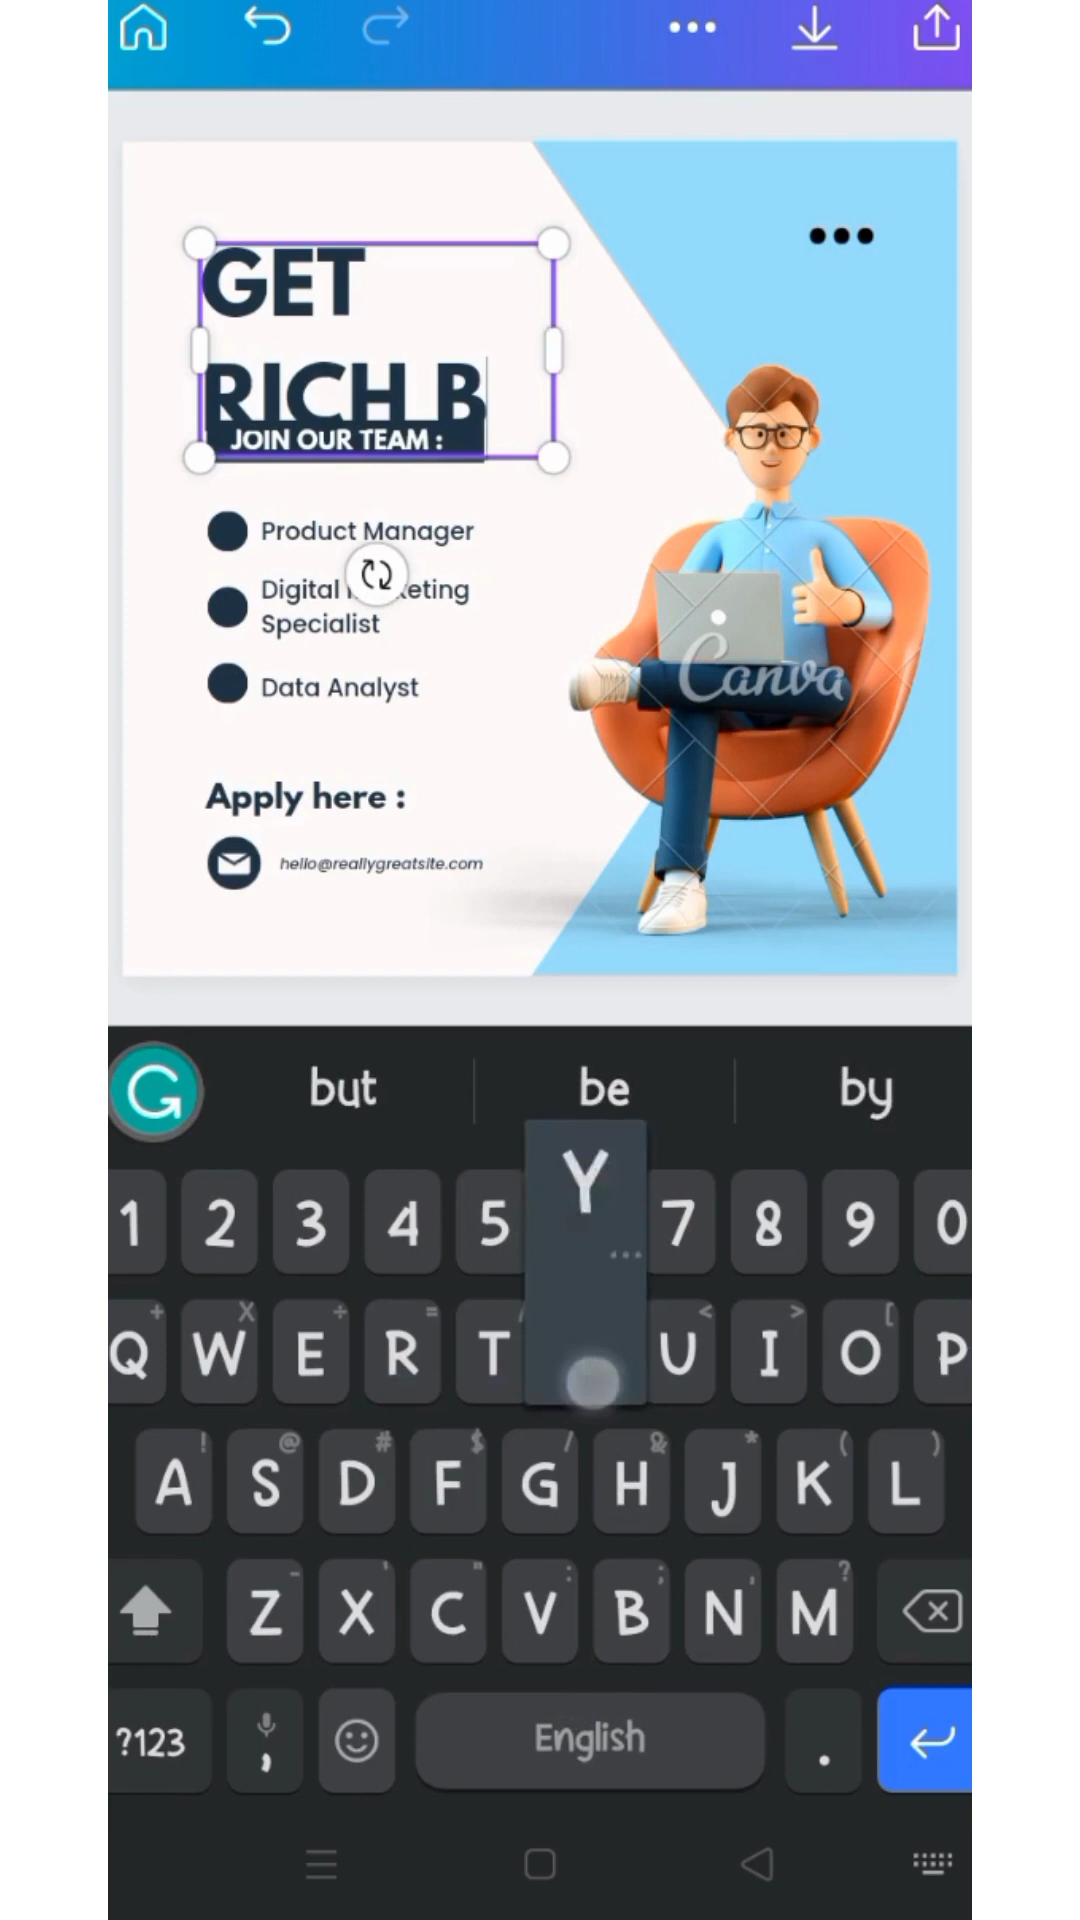 GET
RICH B
JOIN OUR TEAM :
Product Manager
Digital
Specialist
Data Analyst
Canva
Apply here :
hello@reallygreatsite.com
but be by
Y
...
1 2 3 4 5 7 8 9 0
+ X ÷ = < > [
Q W E R T U I O P
! @ # $ / & * ( )
A S D F G H J K L
- ' " : ; , ?
Z X C V B N M
?123 , English .